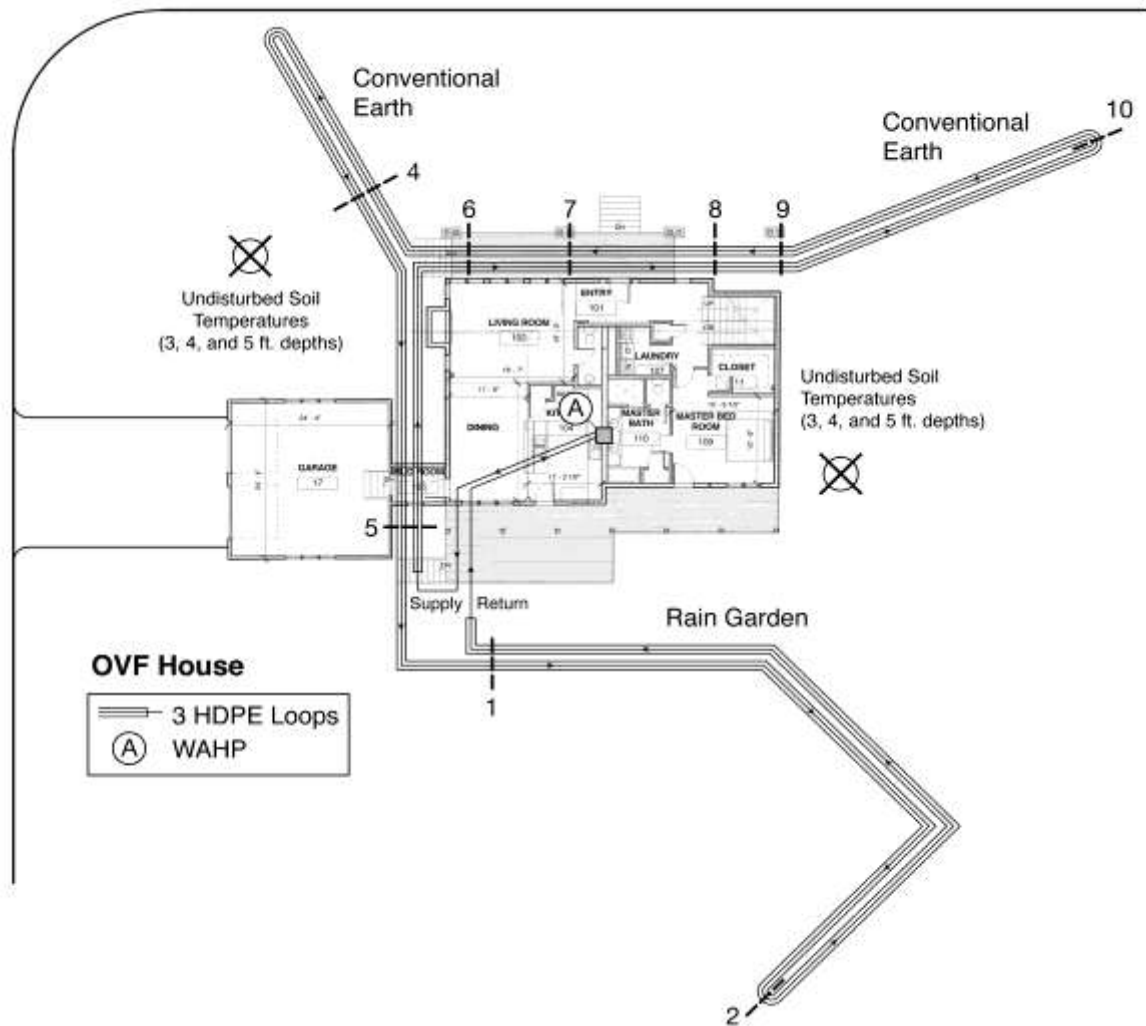 Conventional
Earth
10
Conventional
Earth
4
6
7
8
9
Undisturbed Soil
Temperatures
(3, 4, and 5 ft. depths)
ENTRY
101
LIVING ROOM
LAUNDRY
107
CLOSET
Undisturbed Soil
Temperatures
(3, 4, and 5 ft. depths)
A
DINING
MASTER
BATH
110
MASTER BED
ROOM
109
GARAGE
17
5
Supply
Return
Rain Garden
OVF House
3 HDPE Loops
A
WAHP
1
2